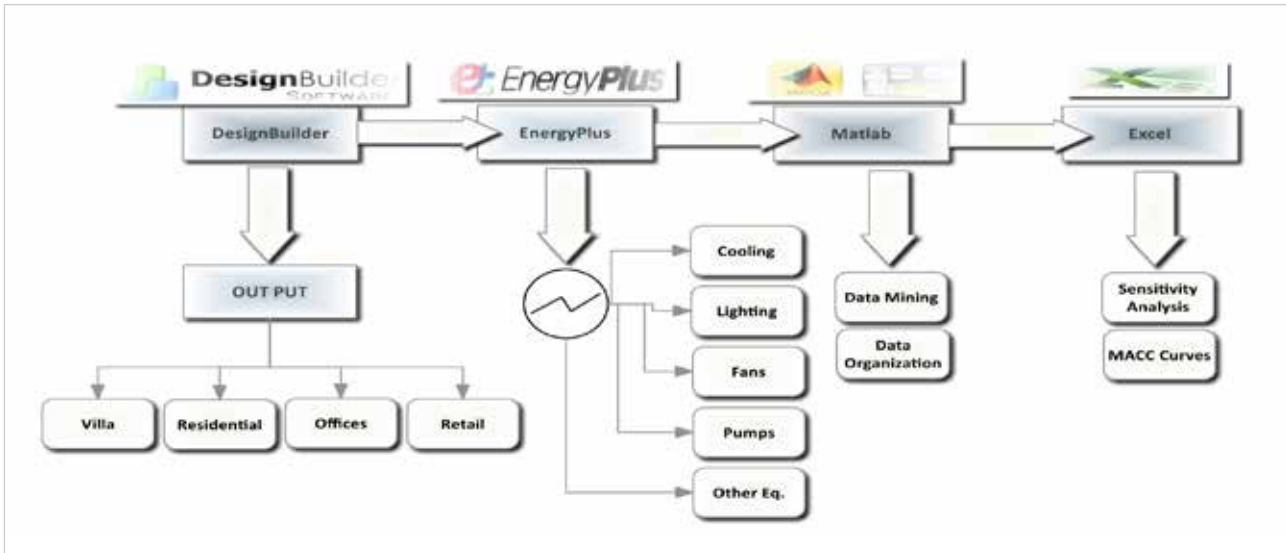 DesignBuilder
SOFTWARE
EnergyPlus
DesignBuilder
EnergyPlus
Matlab
Excel
OUT PUT
Villa
Residential
Offices
Retail
Cooling
Lighting
Fans
Pumps
Other Eq.
Data Mining
Data
Organization
Sensitivity
Analysis
MACC Curves